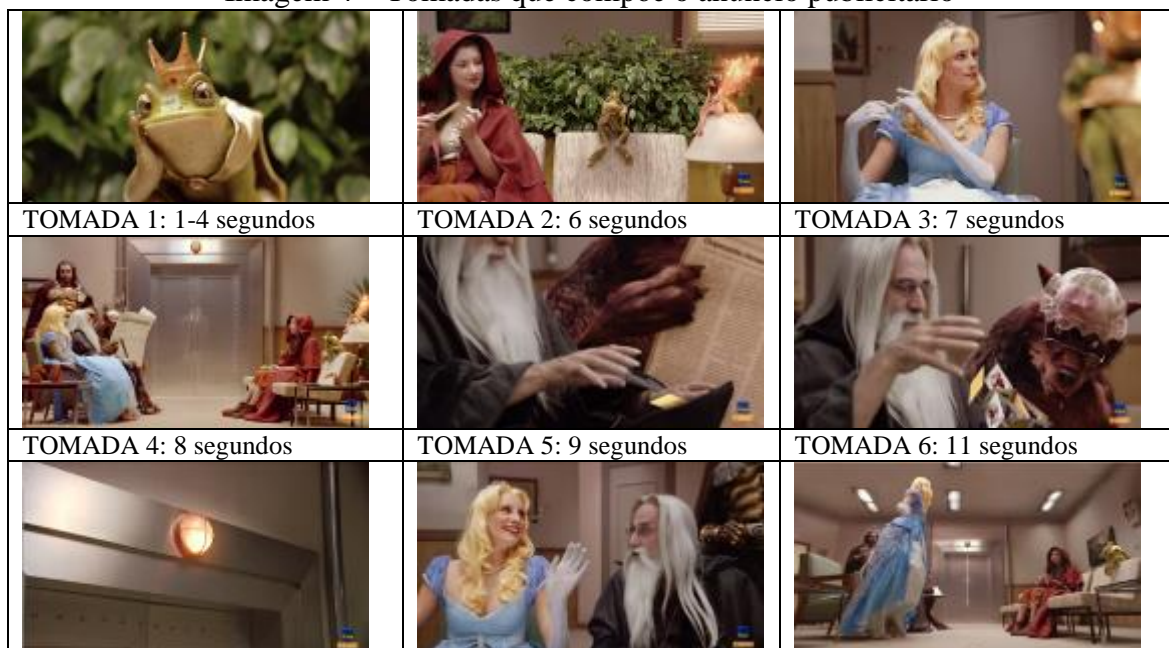 Imagem – Tomadas que compõe o anúncio publicitário
TOMADA 1: 1-4 segundos
TOMADA 2: 6 segundos
TOMADA 3: 7 segundos
TOMADA 4: 8 segundos
TOMADA 5: 9 segundos
TOMADA 6: 11 segundos